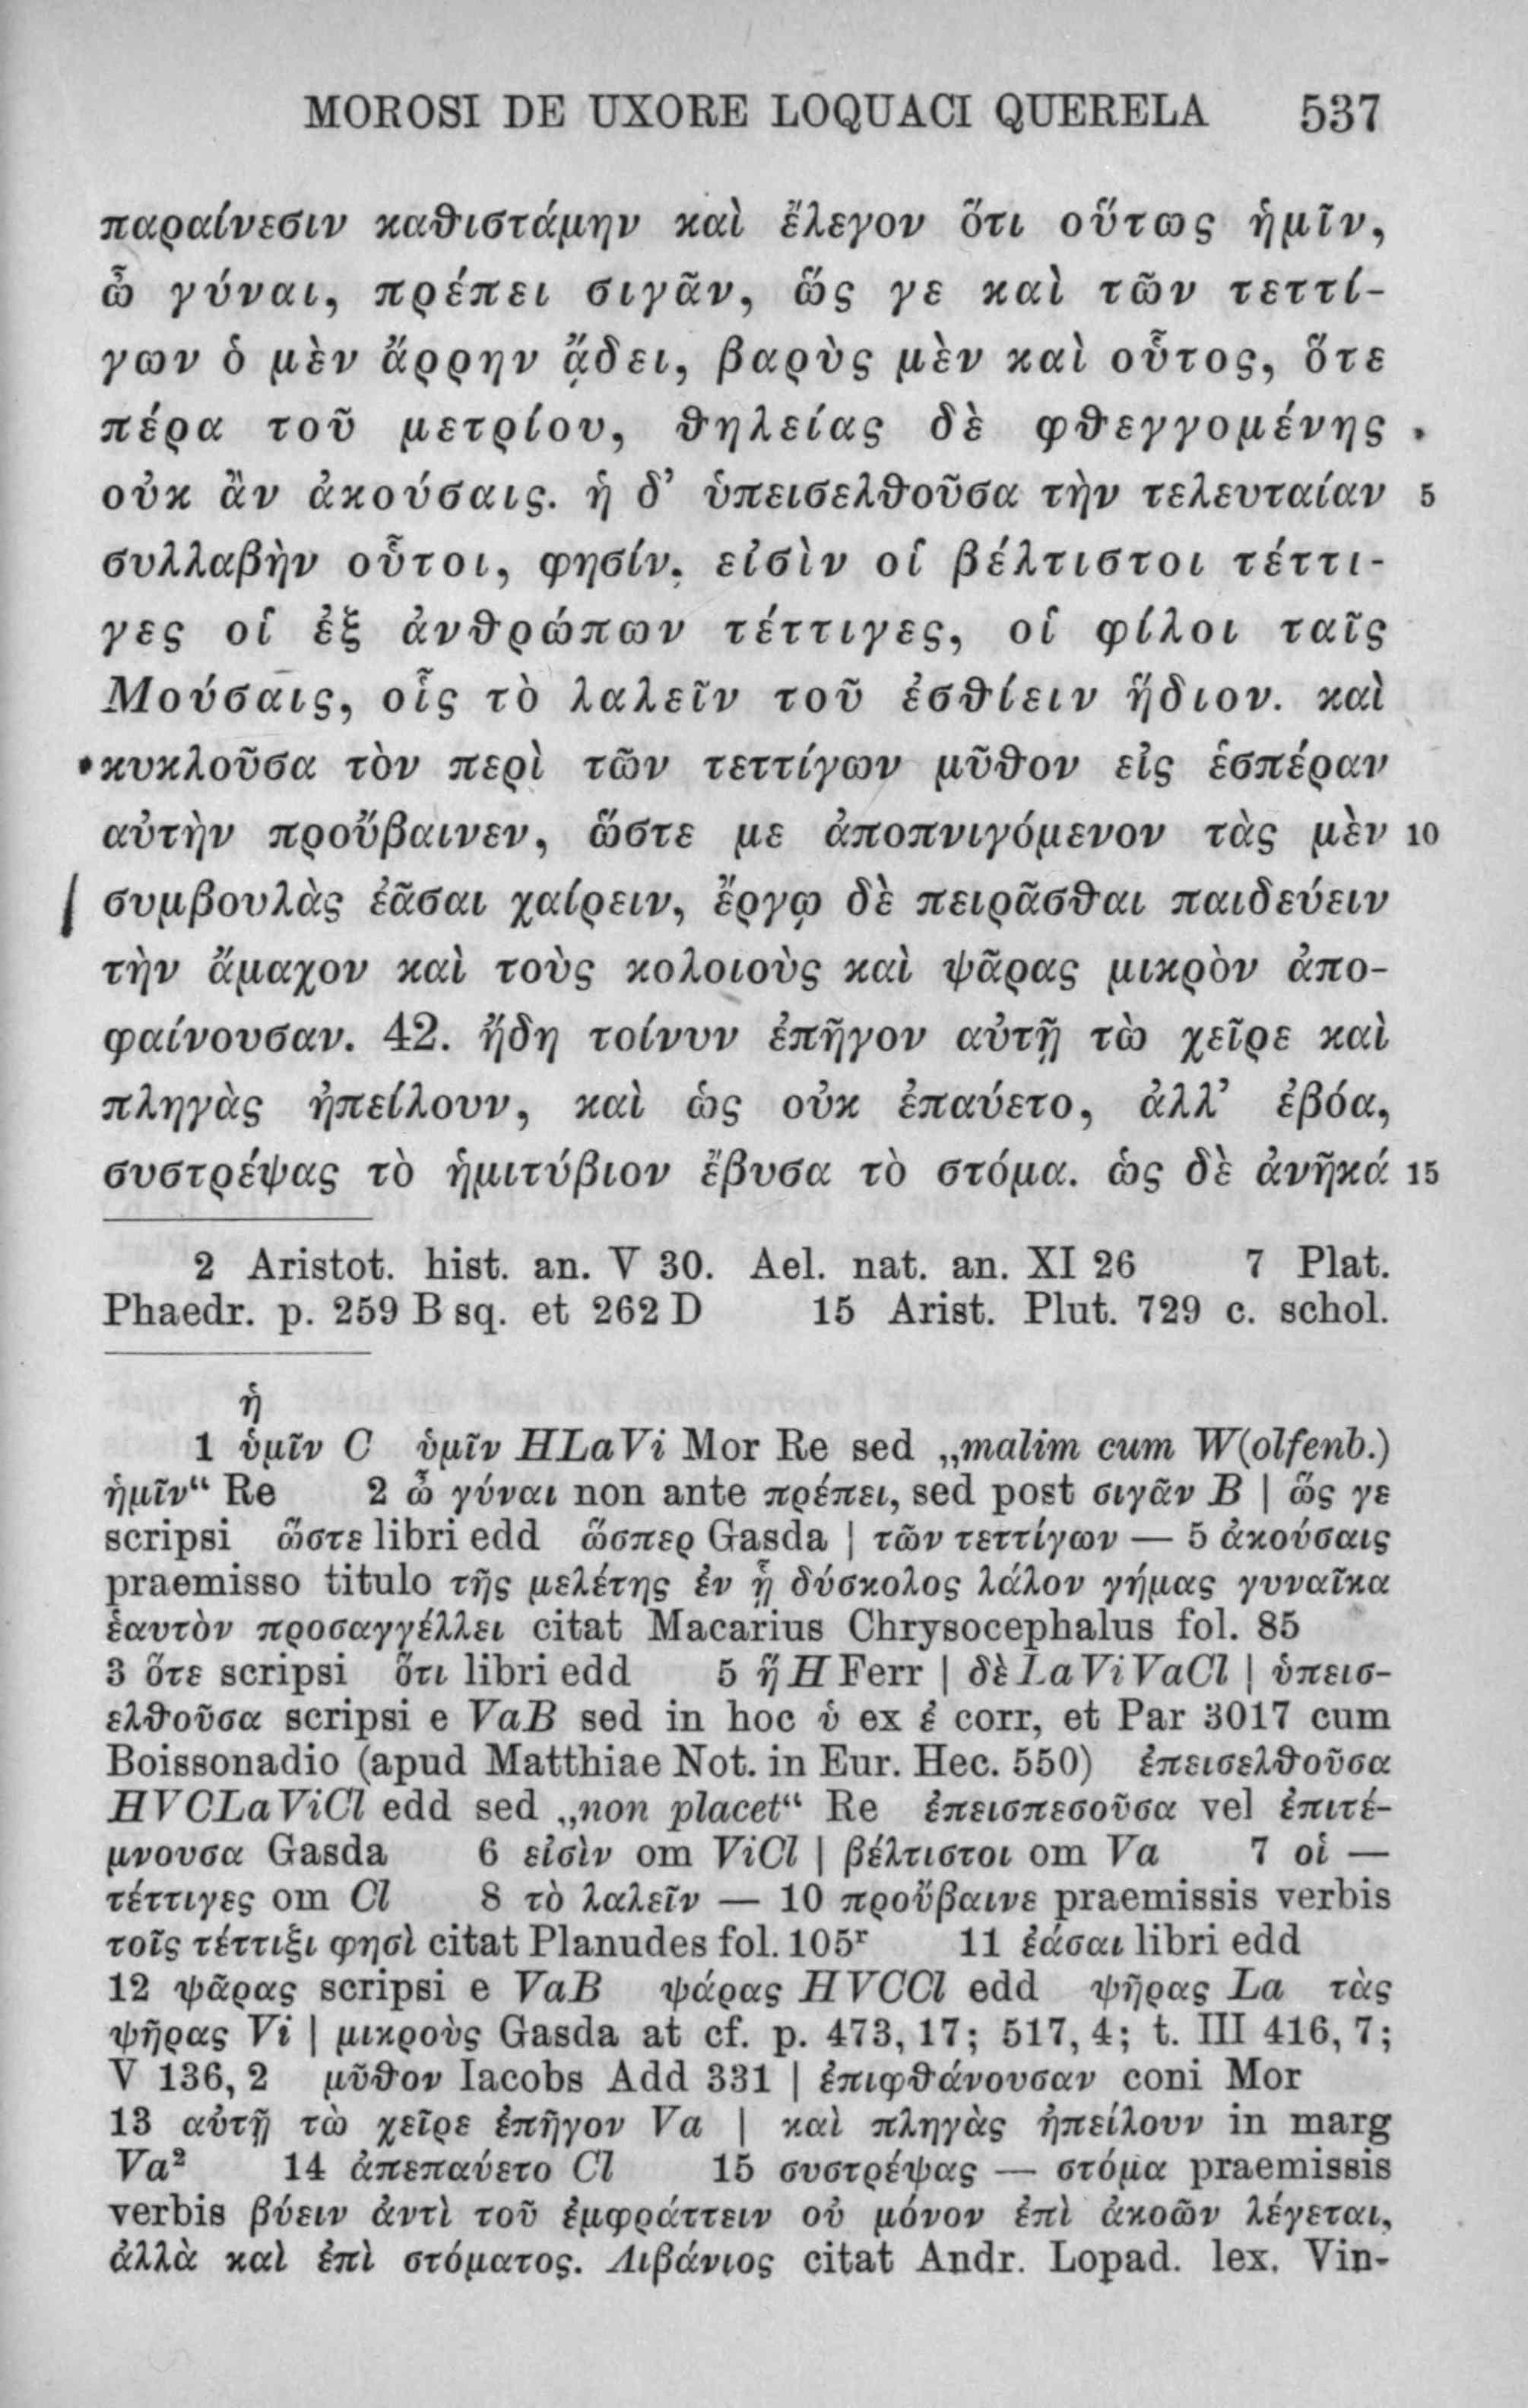 MOROSI DE UXORE LOQUACI QUERELA 537
παραίνεσιν καθιστάμην καὶ ἔλεγον ὅτι οὕτως ἡμῖν,
ὦ γύναι, πρέπει σιγᾶν, ὥς γε καὶ τῶν τεττί-
γων ὁ μὲν ἄρρην ᾄδει, βαρὺς μὲν καὶ οὗτος, ὅτε
πέρα τοῦ μετρίου, θηλείας δὲ φθεγγομένης
οὐκ ἂν ἀκούσαις. ἡ δ’ ὑπεισελθοῦσα τὴν τελευταίαν 5
συλλαβὴν οὗτοι, φησίν, εἰσὶν οἱ βέλτιστοι τέττι-
γες οἱ ἐξ ἀνθρώπων τέττιγες, οἱ φίλοι ταῖς
Μούσαις, οἷς τὸ λαλεῖν τοῦ ἐσθίειν ἥδιον. καὶ
κυκλοῦσα τὸν περὶ τῶν τεττίγων μῦθον εἰς ἑσπέραν
αὐτὴν προὔβαινεν, ὥστε με ἀποπνιγόμενον τὰς μὲν 10
συμβουλὰς ἐᾶσαι χαίρειν, ἔργῳ δὲ πειρᾶσθαι παιδεύειν
τὴν ἄμαχον καὶ τοὺς κολοιοὺς καὶ ψᾶρας μικρὸν ἀπο-
φαίνουσαν. 42. ἤδη τοίνυν ἐπῆγον αὐτῇ τὼ χεῖρε καὶ
πληγὰς ἠπείλουν, καὶ ὡς οὐκ ἐπαύετο, ἀλλ’ ἐβόα,
συστρέψας τὸ ἡμιτύβιον ἔβυσα τὸ στόμα. ὡς δὲ ἀνῆκά 15
2 Aristot. hist. an. V 30. Ael. nat. an. XI 26 7 Plat.
Phaedr. p. 259 B sq. et 262 D 15 Arist. Plut. 729 c. schol.
ἡ
1 ὑμῖν C ὑμῖν HLaVi Mor Re sed „malim cum W(olfenb.)
ἡμῖν“ Re 2 ὦ γύναι non ante πρέπει, sed post σιγᾶν B | ὥς γε
scripsi ὥστε libri edd ὥσπερ Gasda | τῶν τεττίγων — 5 ἀκούσαις
praemisso titulo τῆς μελέτης ἐν ᾗ δύσκολος λάλον γήμας γυναῖκα
ἑαυτὸν προσαγγέλλει citat Macarius Chrysocephalus fol. 85
3 ὅτε scripsi ὅτι libri edd 5 ἥ H Ferr | δὲ LaViVaCl | ὑπεισ-
ελθοῦσα scripsi e VaB sed in hoc ὑ ex ἐ corr, et Par 3017 cum
Boissonadio (apud Matthiae Not. in Eur. Hec. 550) ἐπεισελθοῦσα
HVCLaViCl edd sed „non placet“ Re ἐπεισπεσοῦσα vel ἐπιτέ-
μνουσα Gasda 6 εἰσὶν om ViCl | βέλτιστοι om Va 7 οἱ —
τέττιγες om Cl 8 τὸ λαλεῖν — 10 προὔβαινε praemissis verbis
τοῖς τέττιξι φησὶ citat Planudes fol. 105ʳ 11 ἐάσαι libri edd
12 ψᾶρας scripsi e VaB ψάρας HVCCl edd ψῆρας La τὰς
ψῆρας Vi | μικροὺς Gasda at cf. p. 473, 17; 517, 4; t. III 416, 7;
V 136, 2 μῦθον Iacobs Add 331 | ἐπιφθάνουσαν coni Mor
13 αὐτῇ τὼ χεῖρε ἐπῆγον Va | καὶ πληγὰς ἠπείλουν in marg
Va² 14 ἀπεπαύετο Cl 15 συστρέψας — στόμα praemissis
verbis βύειν ἀντὶ τοῦ ἐμφράττειν οὐ μόνον ἐπὶ ἀκοῶν λέγεται,
ἀλλὰ καὶ ἐπὶ στόματος. Λιβάνιος citat Andr. Lopad. lex. Vin-